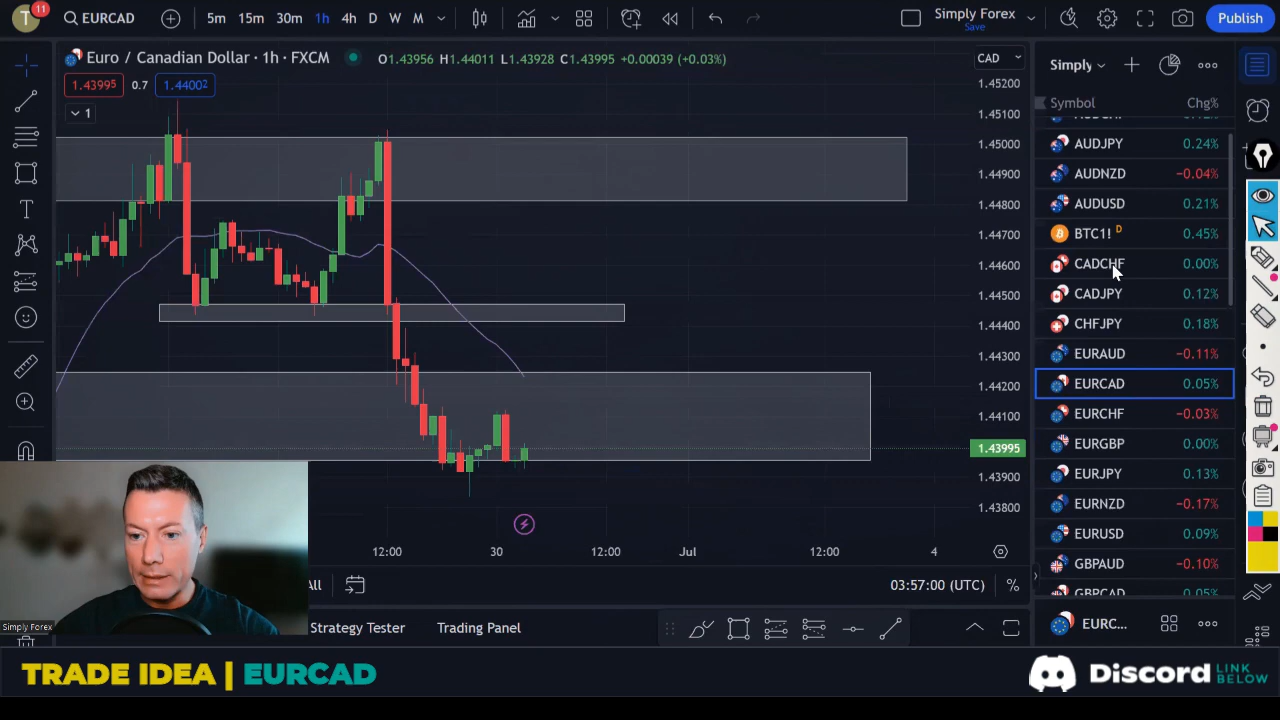 T
11
EURCAD
5m 15m 30m 1h 4h D W M
Simply Forex
Save
Publish
Euro / Canadian Dollar · 1h · FXCM
O1.43956 H1.44011 L1.43928 C1.43995 +0.00039 (+0.03%)
1.43995 0.7 1.44002
1
CAD
1.45200
1.45100
1.45000
1.44900
1.44800
1.44700
1.44600
1.44500
1.44400
1.44300
1.44200
1.44100
1.43995
1.43900
1.43800
12:00 30 12:00 Jul 12:00 4
All
03:57:00 (UTC) %
Strategy Tester Trading Panel
Simply
Symbol Chg%
AUDJPY 0.24%
AUDNZD −0.04%
AUDUSD 0.21%
BTC1! D 0.45%
CADCHF 0.00%
CADJPY 0.12%
CHFJPY 0.18%
EURAUD −0.11%
EURCAD 0.05%
EURCHF −0.03%
EURGBP 0.00%
EURJPY 0.13%
EURNZD −0.17%
EURUSD 0.09%
GBPAUD −0.10%
GBPCAD 0.05%
EURC...
Simply Forex
TRADE IDEA | EURCAD
Discord LINK BELOW